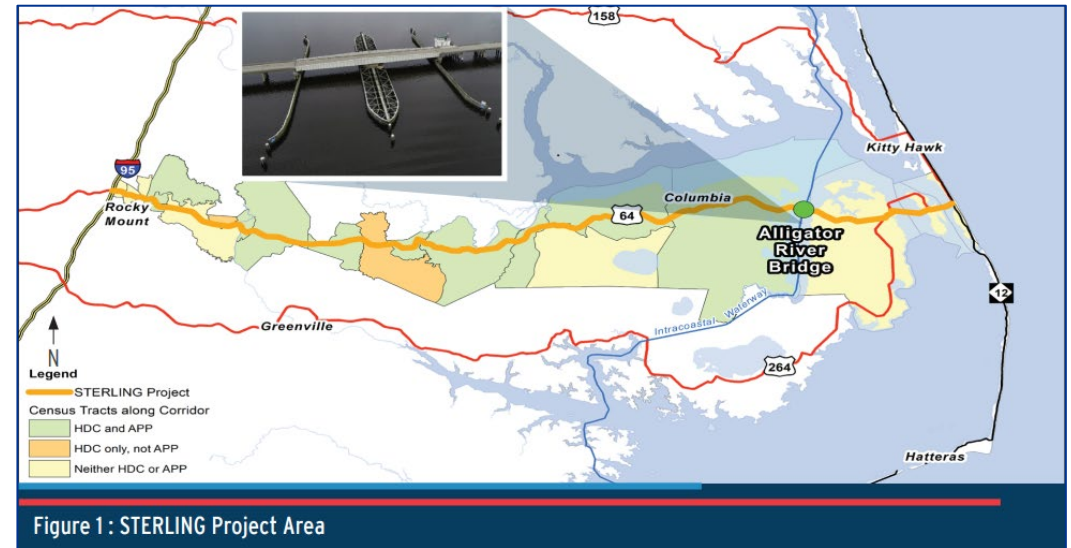 158
95
Kitty Hawk
Rocky
Mount
Columbia
64
Alligator
River
Bridge
12
Intracoastal Waterway
Greenville
264
N
Hatteras
Legend
STERLING Project
Census Tracts along Corridor
HDC and APP
HDC only, not APP
Neither HDC or APP
Figure 1: STERLING Project Area